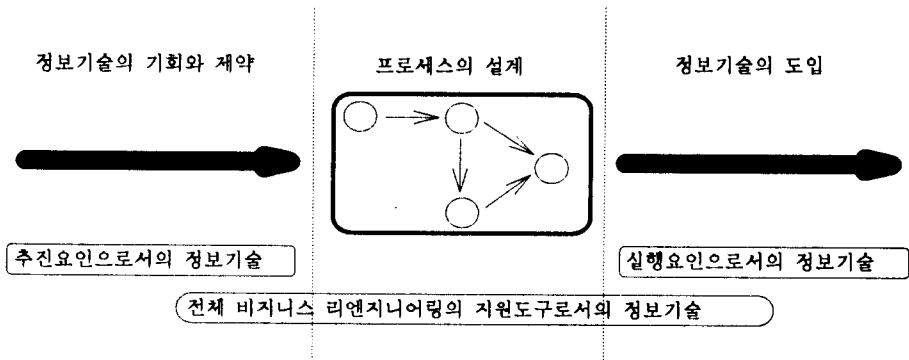 정보기술의 기회와 제약
프로세스의 설계
정보기술의 도입
추진요인으로서의 정보기술
실행요인으로서의 정보기술
전체 비지니스 리엔지니어링의 지원도구로서의 정보기술